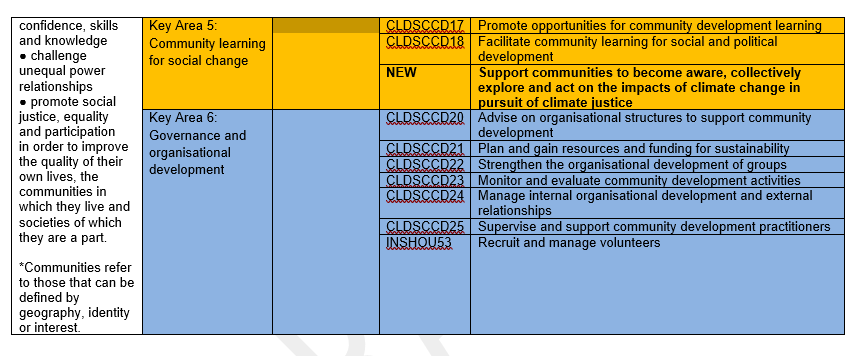 confidence, skills
and knowledge
● challenge
unequal power
relationships
● promote social
justice, equality
and participation
in order to improve
the quality of their
own lives, the
communities in
which they live and
societies of which
they are a part.
*Communities refer
to those that can be
defined by
geography, identity
or interest.
Key Area 5:
Community learning
for social change
CLDSCCD17
Promote opportunities for community development learning
CLDSCCD18
Facilitate community learning for social and political
development
NEW
Support communities to become aware, collectively
explore and act on the impacts of climate change in
pursuit of climate justice
Key Area 6:
Governance and
organisational
development
CLDSCCD20
Advise on organisational structures to support community
development
CLDSCCD21
Plan and gain resources and funding for sustainability
CLDSCCD22
Strengthen the organisational development of groups
CLDSCCD23
Monitor and evaluate community development activities
CLDSCCD24
Manage internal organisational development and external
relationships
CLDSCCD25
Supervise and support community development practitioners
INSHOU53
Recruit and manage volunteers